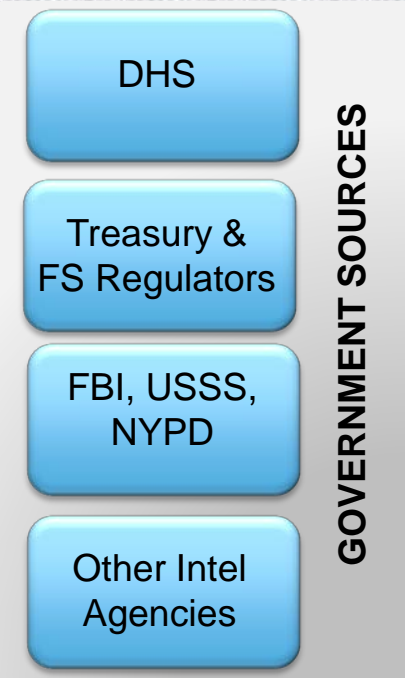 DHS
Treasury &
FS Regulators
FBI, USSS,
NYPD
Other Intel
Agencies
GOVERNMENT SOURCES